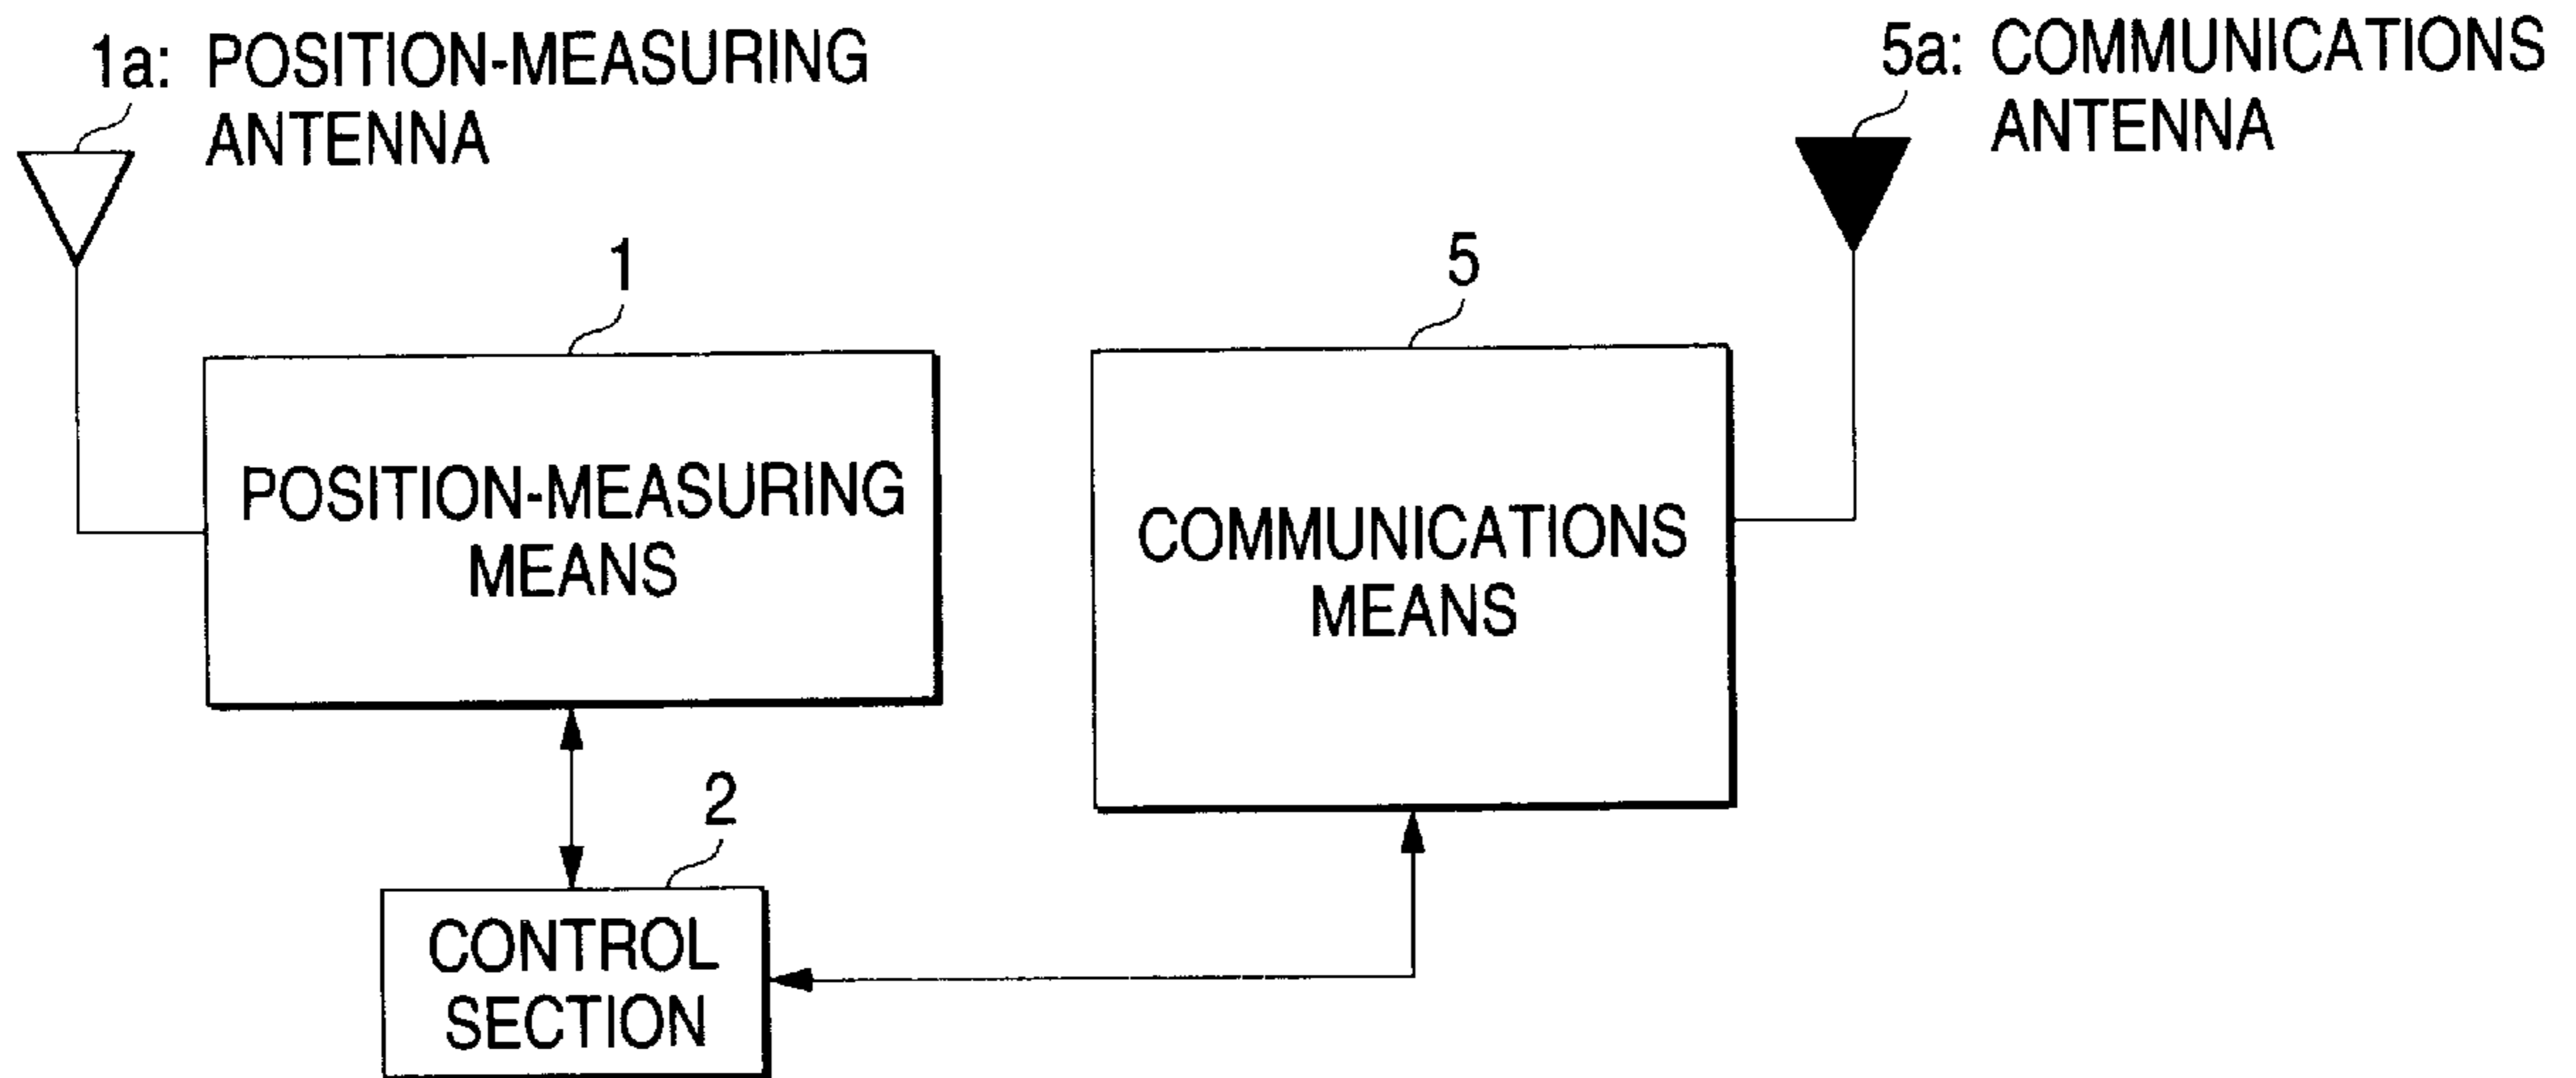 1a: POSITION-MEASURING
ANTENNA
5a: COMMUNICATIONS
ANTENNA
1
5
POSITION-MEASURING
MEANS
COMMUNICATIONS
MEANS
2
CONTROL
SECTION